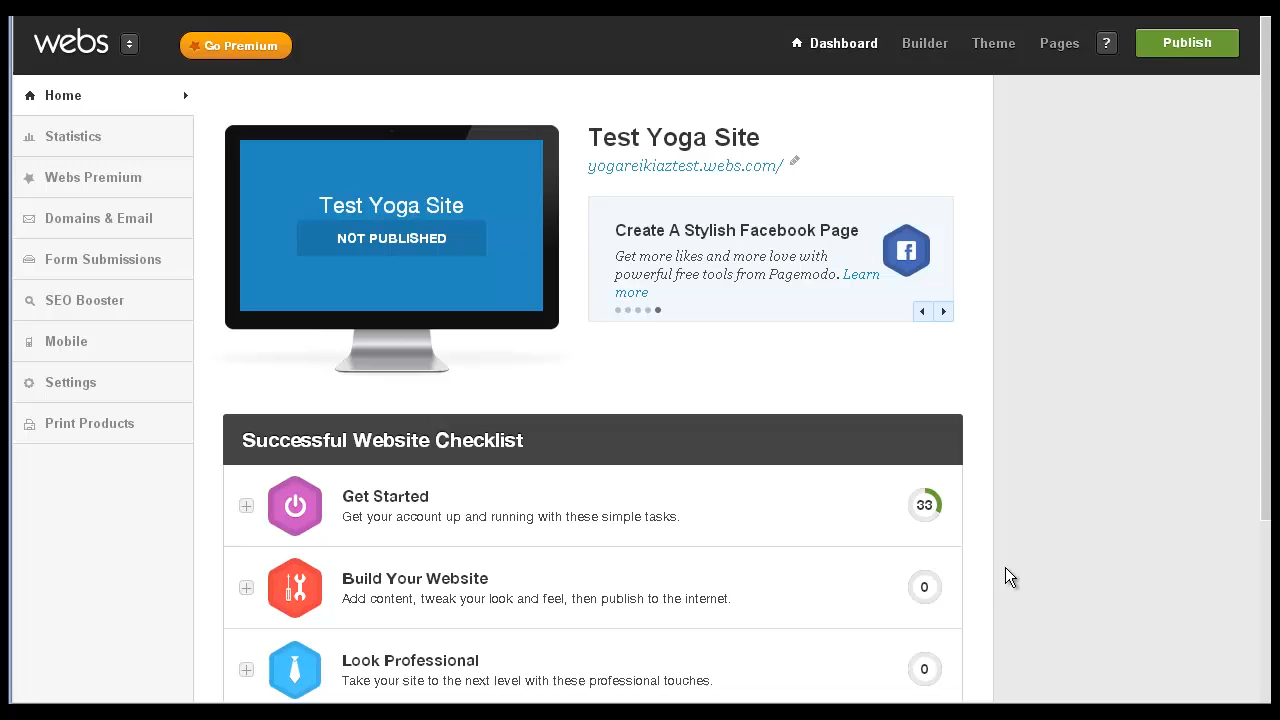 webs
Go Premium
Dashboard
Builder
Theme
Pages
?
Publish
Home
Statistics
Webs Premium
Domains & Email
Form Submissions
SEO Booster
Mobile
Settings
Print Products
Test Yoga Site
NOT PUBLISHED
Test Yoga Site
yogareikiaztest.webs.com/
Create A Stylish Facebook Page
Get more likes and more love with
powerful free tools from Pagemodo. Learn
more
Successful Website Checklist
Get Started
Get your account up and running with these simple tasks.
33
Build Your Website
Add content, tweak your look and feel, then publish to the internet.
0
Look Professional
Take your site to the next level with these professional touches.
0